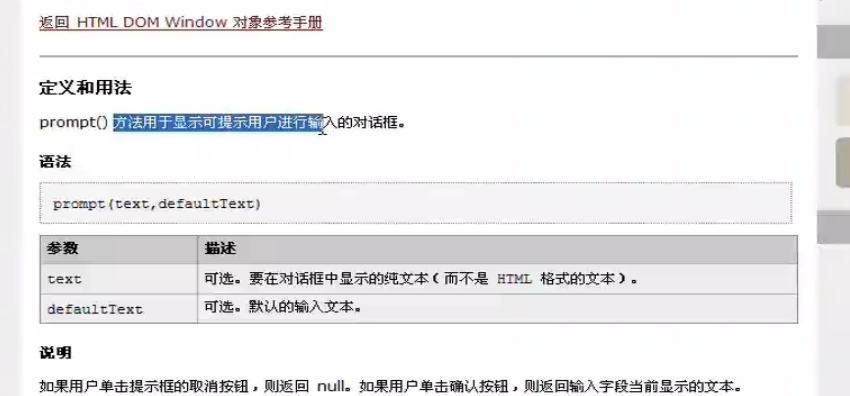 返回 HTML DOM Window 对象参考手册
定义和用法
prompt() 方法用于显示可提示用户进行输入的对话框。
语法
prompt(text,defaultText)
参数 描述
text 可选。要在对话框中显示的纯文本（而不是 HTML 格式的文本）。
defaultText 可选。默认的输入文本。
说明
如果用户单击提示框的取消按钮，则返回 null。如果用户单击确认按钮，则返回输入字段当前显示的文本。